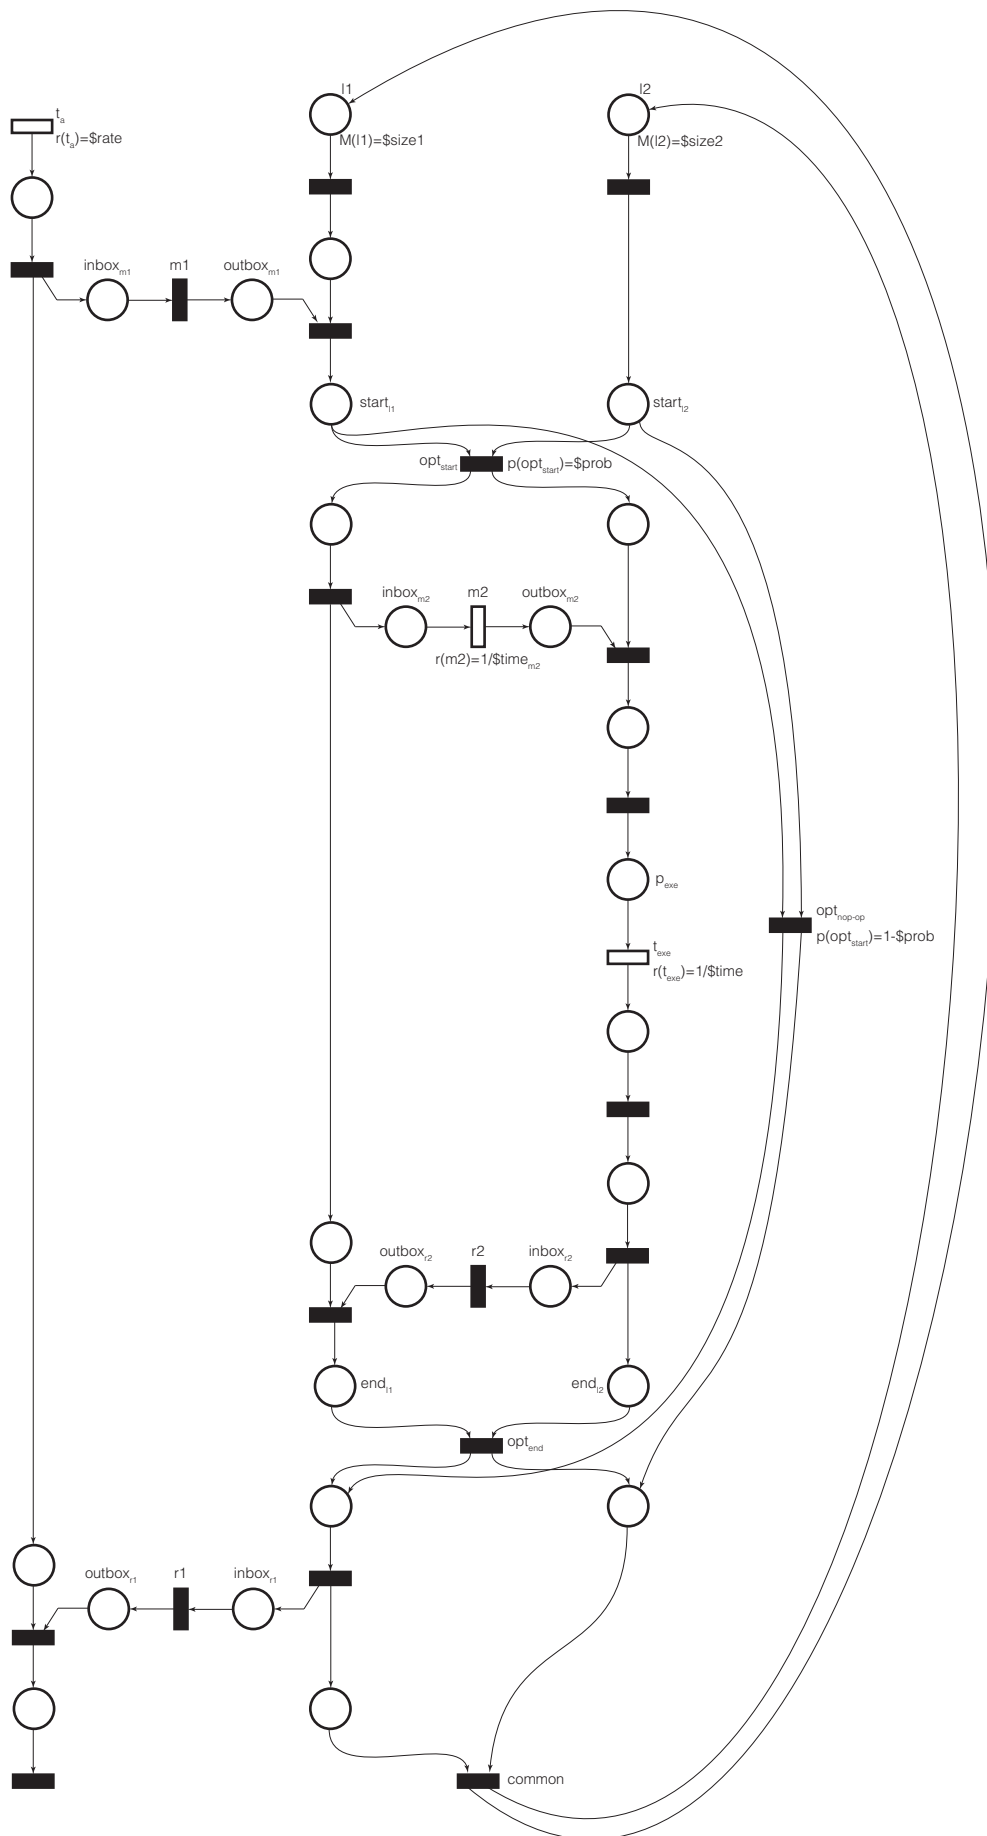 l1
l2
t_a
r(t_a)=$rate
M(l1)=$size1
M(l2)=$size2
inbox_m1
m1
outbox_m1
start_l1
start_l2
opt_start
p(opt_start)=$prob
inbox_m2
m2
outbox_m2
r(m2)=1/$time_m2
p_exe
opt_nop-op
p(opt_start)=1-$prob
t_exe
r(t_exe)=1/$time
outbox_r2
r2
inbox_r2
end_l1
end_l2
opt_end
outbox_r1
r1
inbox_r1
common